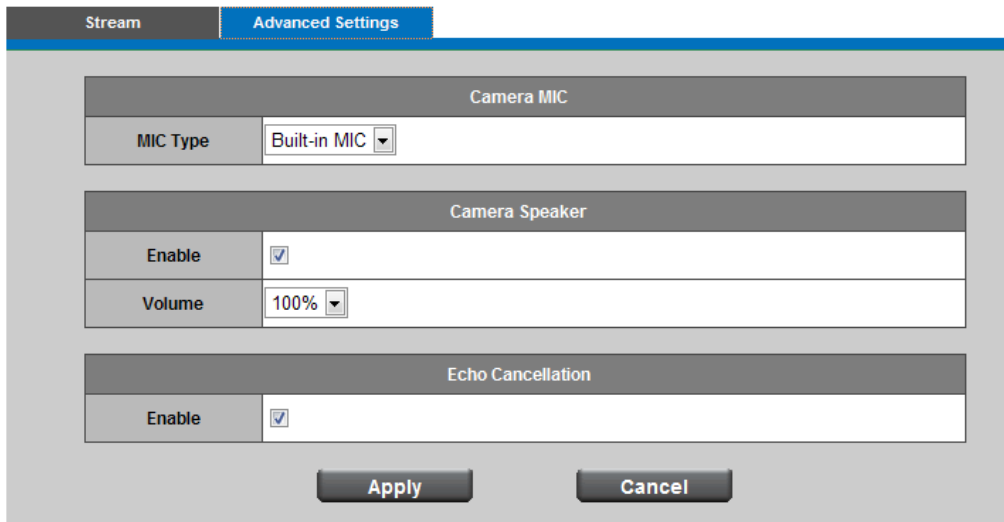 Stream Advanced Settings
Camera MIC
MIC Type Built-in MIC
Camera Speaker
Enable
Volume 100%
Echo Cancellation
Enable
Apply Cancel